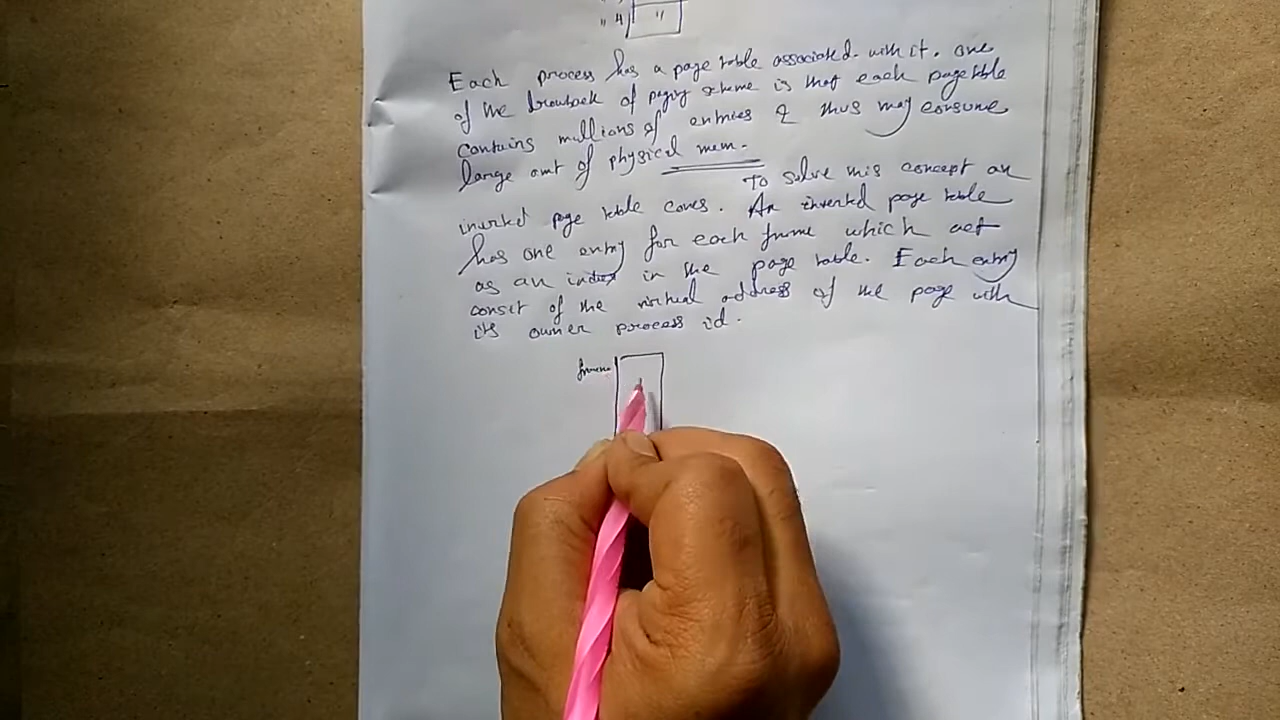 " 4 "
Each process has a page table associated. with it. one
of the drawback of paging scheme is that each page table
contains millions of entries & thus may consume
large amt of physical mem.
To solve this concept an
inverted page table comes. An inverted page table
has one entry for each frame which act
as an index in the page table. Each entry
consit of the virtual address of the page with
its owner process id.
frame